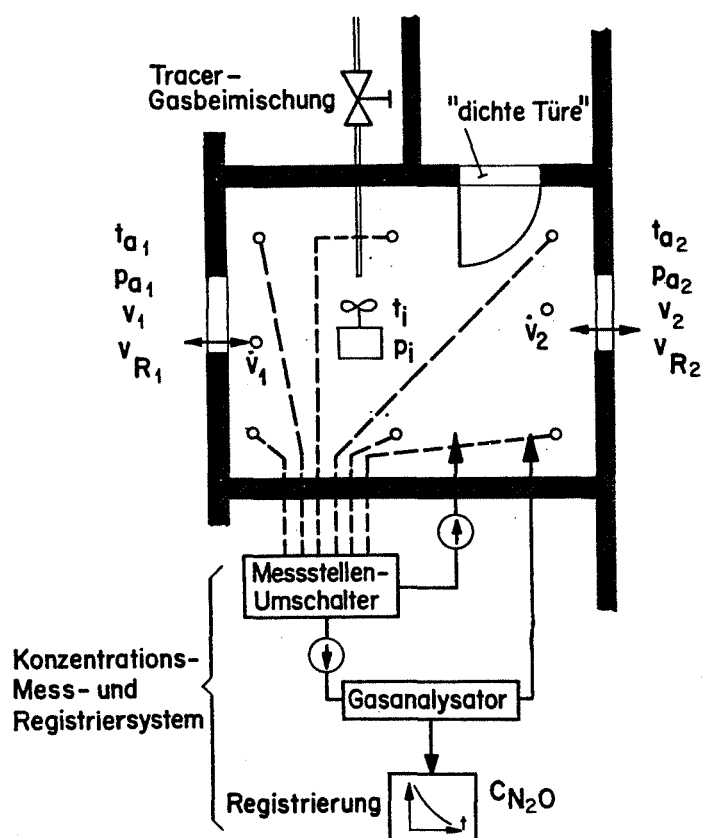 Tracer-
Gasbeimischung
"dichte Türe"
ta1
pa1
v1
vR1
V̇1
ti
pi
V̇2
ta2
pa2
v2
vR2
Messstellen-
Umschalter
Konzentrations-
Mess- und
Registriersystem
Gasanalysator
Registrierung
t
CN2O